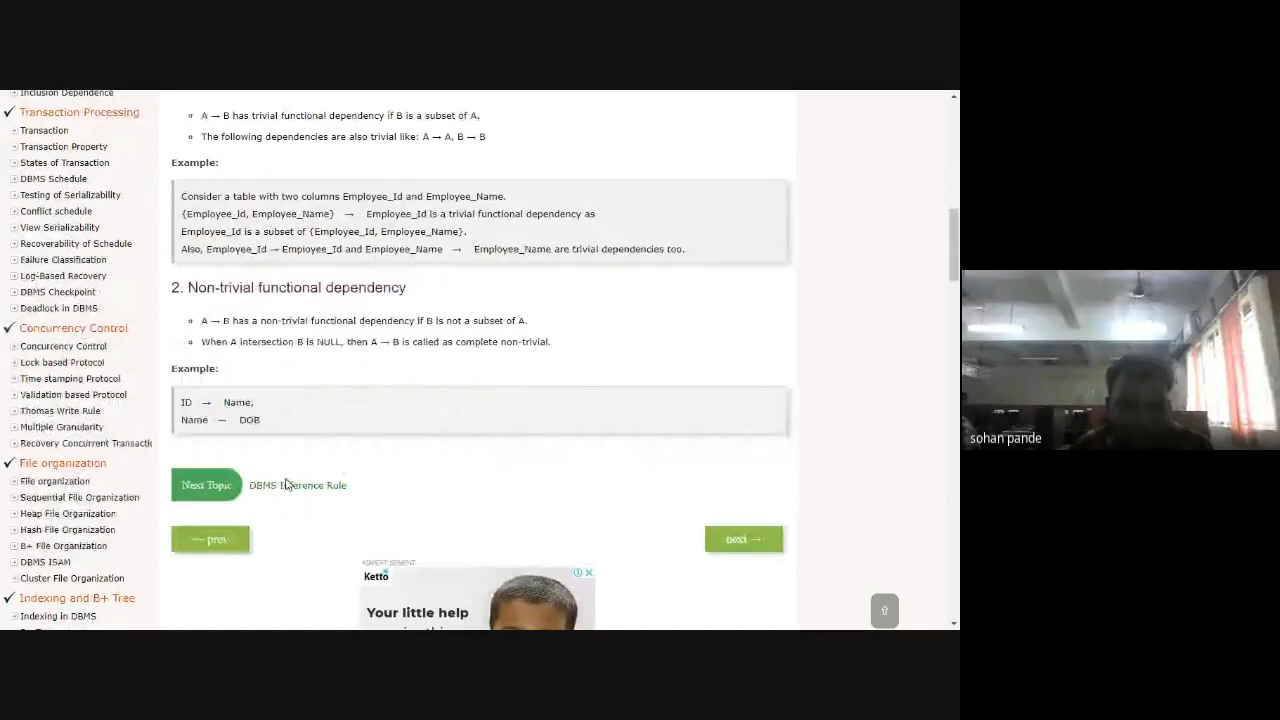 Inclusion Dependence
Transaction Processing
Transaction
Transaction Property
States of Transaction
DBMS Schedule
Testing of Serializability
Conflict schedule
View Serializability
Recoverability of Schedule
Failure Classification
Log-Based Recovery
DBMS Checkpoint
Deadlock in DBMS
Concurrency Control
Concurrency Control
Lock based Protocol
Time stamping Protocol
Validation based Protocol
Thomas Write Rule
Multiple Granularity
Recovery Concurrent Transactic
File organization
File organization
Sequential File Organization
Heap File Organization
Hash File Organization
B+ File Organization
DBMS ISAM
Cluster File Organization
Indexing and B+ Tree
Indexing in DBMS
A → B has trivial functional dependency if B is a subset of A.
The following dependencies are also trivial like: A → A, B → B
Example:
Consider a table with two columns Employee_Id and Employee_Name.
{Employee_id, Employee_Name} → Employee_Id is a trivial functional dependency as
Employee_Id is a subset of {Employee_Id, Employee_Name}.
Also, Employee_Id → Employee_Id and Employee_Name → Employee_Name are trivial dependencies too.
2. Non-trivial functional dependency
A → B has a non-trivial functional dependency if B is not a subset of A.
When A intersection B is NULL, then A → B is called as complete non-trivial.
Example:
ID → Name,
Name → DOB
Next Topic DBMS Inference Rule
← prev
next →
ADVERTISEMENT
Ketto
Your little help
sohan pande